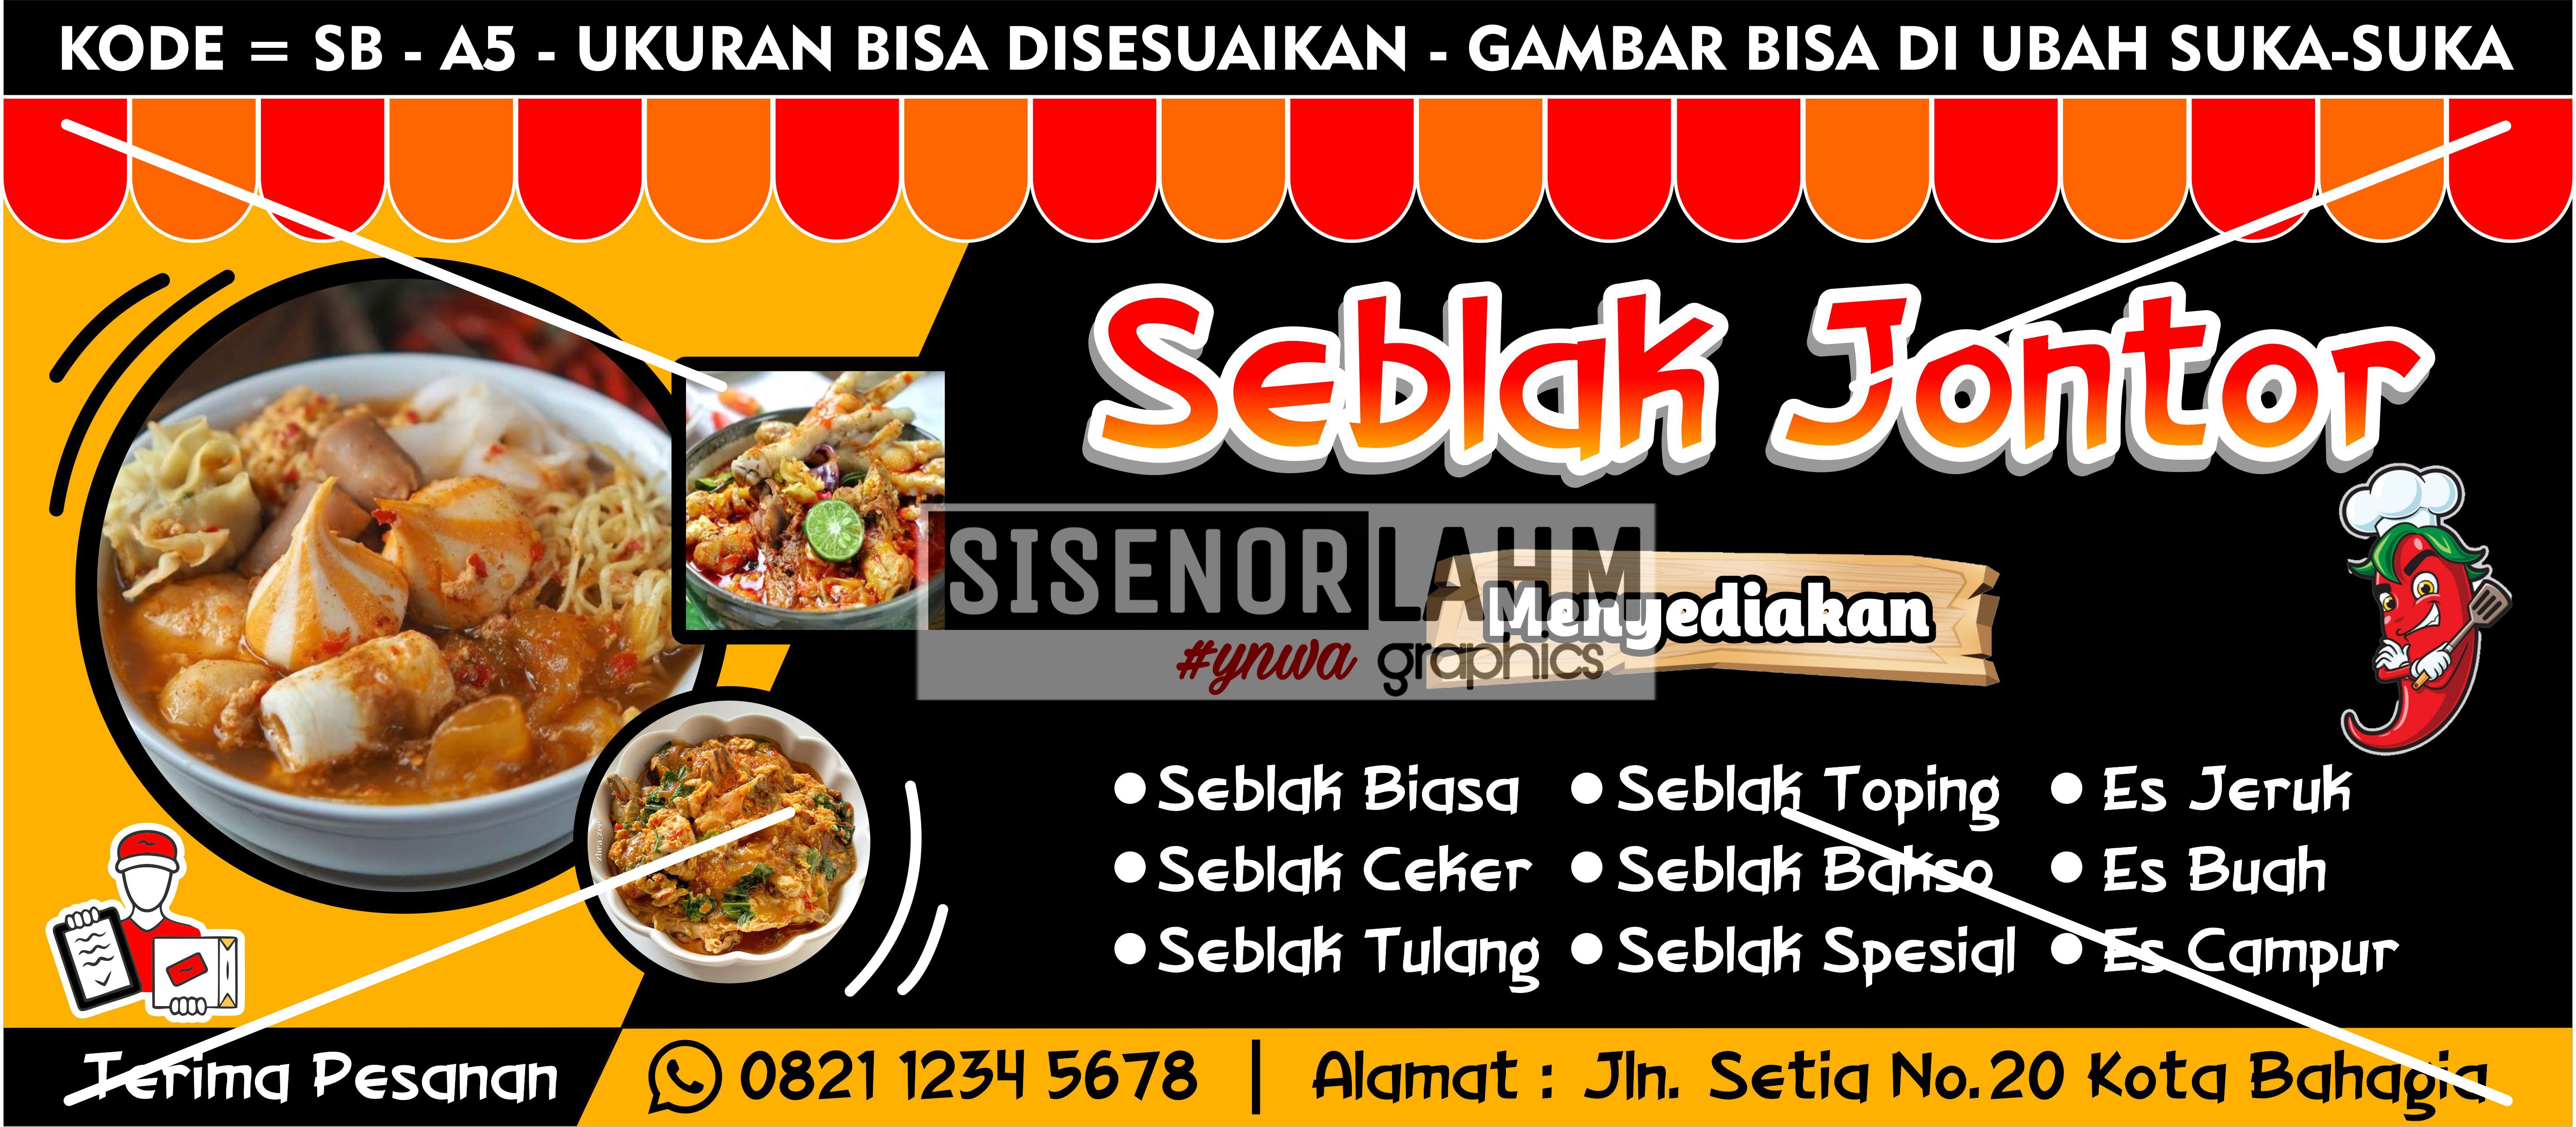 KODE = SB - A5 - UKURAN BISA DISESUAIKAN - GAMBAR BISA DI UBAH SUKA-SUKA
Seblak Jontor
SISENORLAHM
#ynwa graphics
Menyediakan
• Seblak Biasa
• Seblak Ceker
• Seblak Tulang
• Seblak Toping
• Seblak Bakso
• Seblak Spesial
• Es Jeruk
• Es Buah
• Es Campur
Terima Pesanan
0821 1234 5678 | Alamat : Jln. Setia No.20 Kota Bahagia